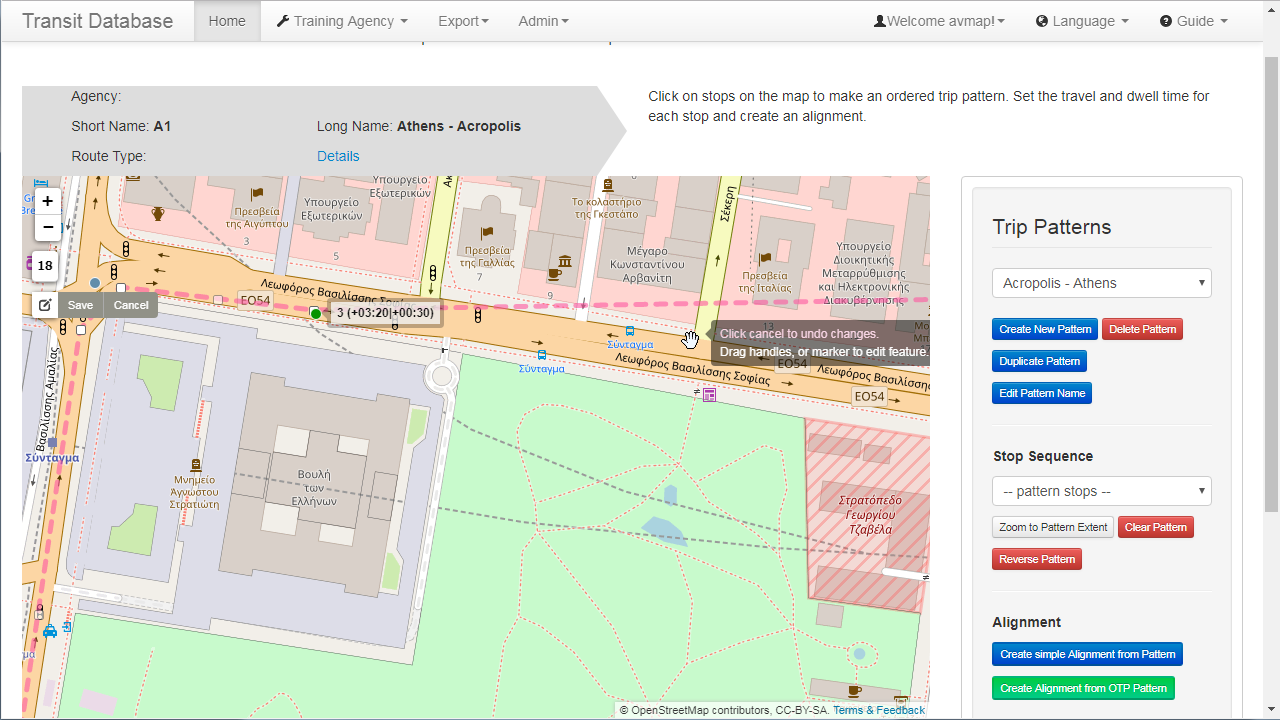 Transit Database
Home
Training Agency
Export
Admin
Welcome avmap!
Language
Guide
Agency:
Short Name: A1
Long Name: Athens - Acropolis
Route Type:
Details
Click on stops on the map to make an ordered trip pattern. Set the travel and dwell time for
each stop and create an alignment.
+
−
18
Save
Cancel
Πρεσβεία
της Αιγύπτου
3
Υπουργείο
Εξωτερικών
Υπουργείο
Εξωτερικών
5
Πρεσβεία
της Γαλλίας
7
Το κολαστήριο
της Γκεστάπο
9
Μέγαρο
Κωνσταντίνου
Αρβανίτη
Σέκερη
Πρεσβεία
της Ιταλίας
13
Υπουργείο
Διοικητικής
Μεταρρύθμισης
και Ηλεκτρονικής
Διακυβέρνησης
Λεωφόρος Βασιλίσσης Σοφίας
EO54
3 (+03:20|+00:30)
Σύνταγμα
Σύνταγμα
Click cancel to undo changes.
Drag handles, or marker to edit feature.
EO54
Λεωφόρος Βασιλίσσης Σοφίας
Λεωφόρος Βασιλίσσης
EO54
Βασιλίσσης Αμαλίας
Σύνταγμα
Μνημείο
Άγνωστου
Στρατιώτη
Βουλή
των
Ελλήνων
Στρατόπεδο
Γεωργίου
Τζαβέλα
© OpenStreetMap contributors, CC-BY-SA. Terms & Feedback
Trip Patterns
Acropolis - Athens
Create New Pattern
Delete Pattern
Duplicate Pattern
Edit Pattern Name
Stop Sequence
-- pattern stops --
Zoom to Pattern Extent
Clear Pattern
Reverse Pattern
Alignment
Create simple Alignment from Pattern
Create Alignment from OTP Pattern